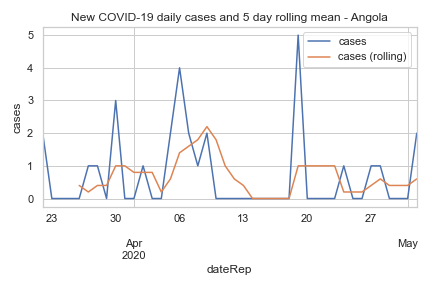 New COVID-19 daily cases and 5 day rolling mean - Angola
cases
cases (rolling)
5
4
3
2
1
0
cases
23
30
06
13
20
27
Apr
2020
May
dateRep